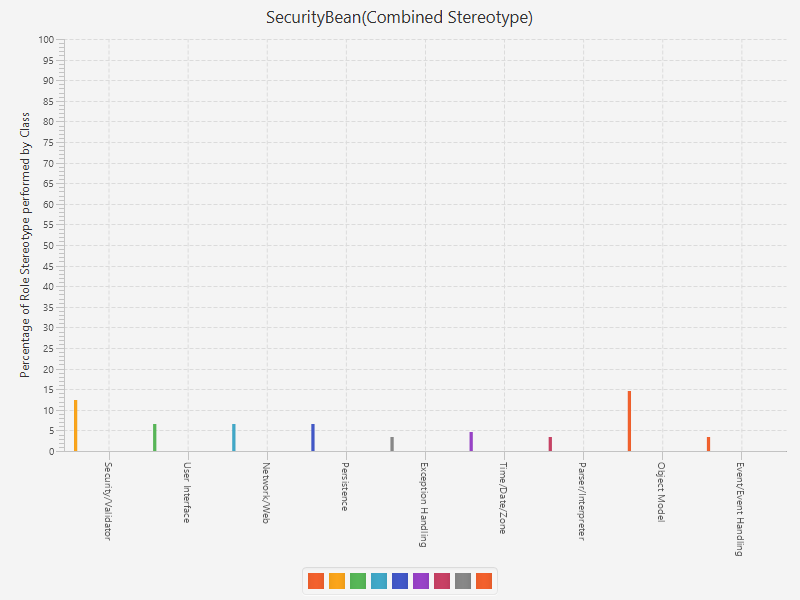 SecurityBean(Combined Stereotype)
Percentage of Role Stereotype performed by Class
100
95
90
85
80
75
70
65
60
55
50
45
40
35
30
25
20
15
10
5
0
Security/Validator
User Interface
Network/Web
Persistence
Exception Handling
Time/Date/Zone
Parser/Interpreter
Object Model
Event/Event Handling